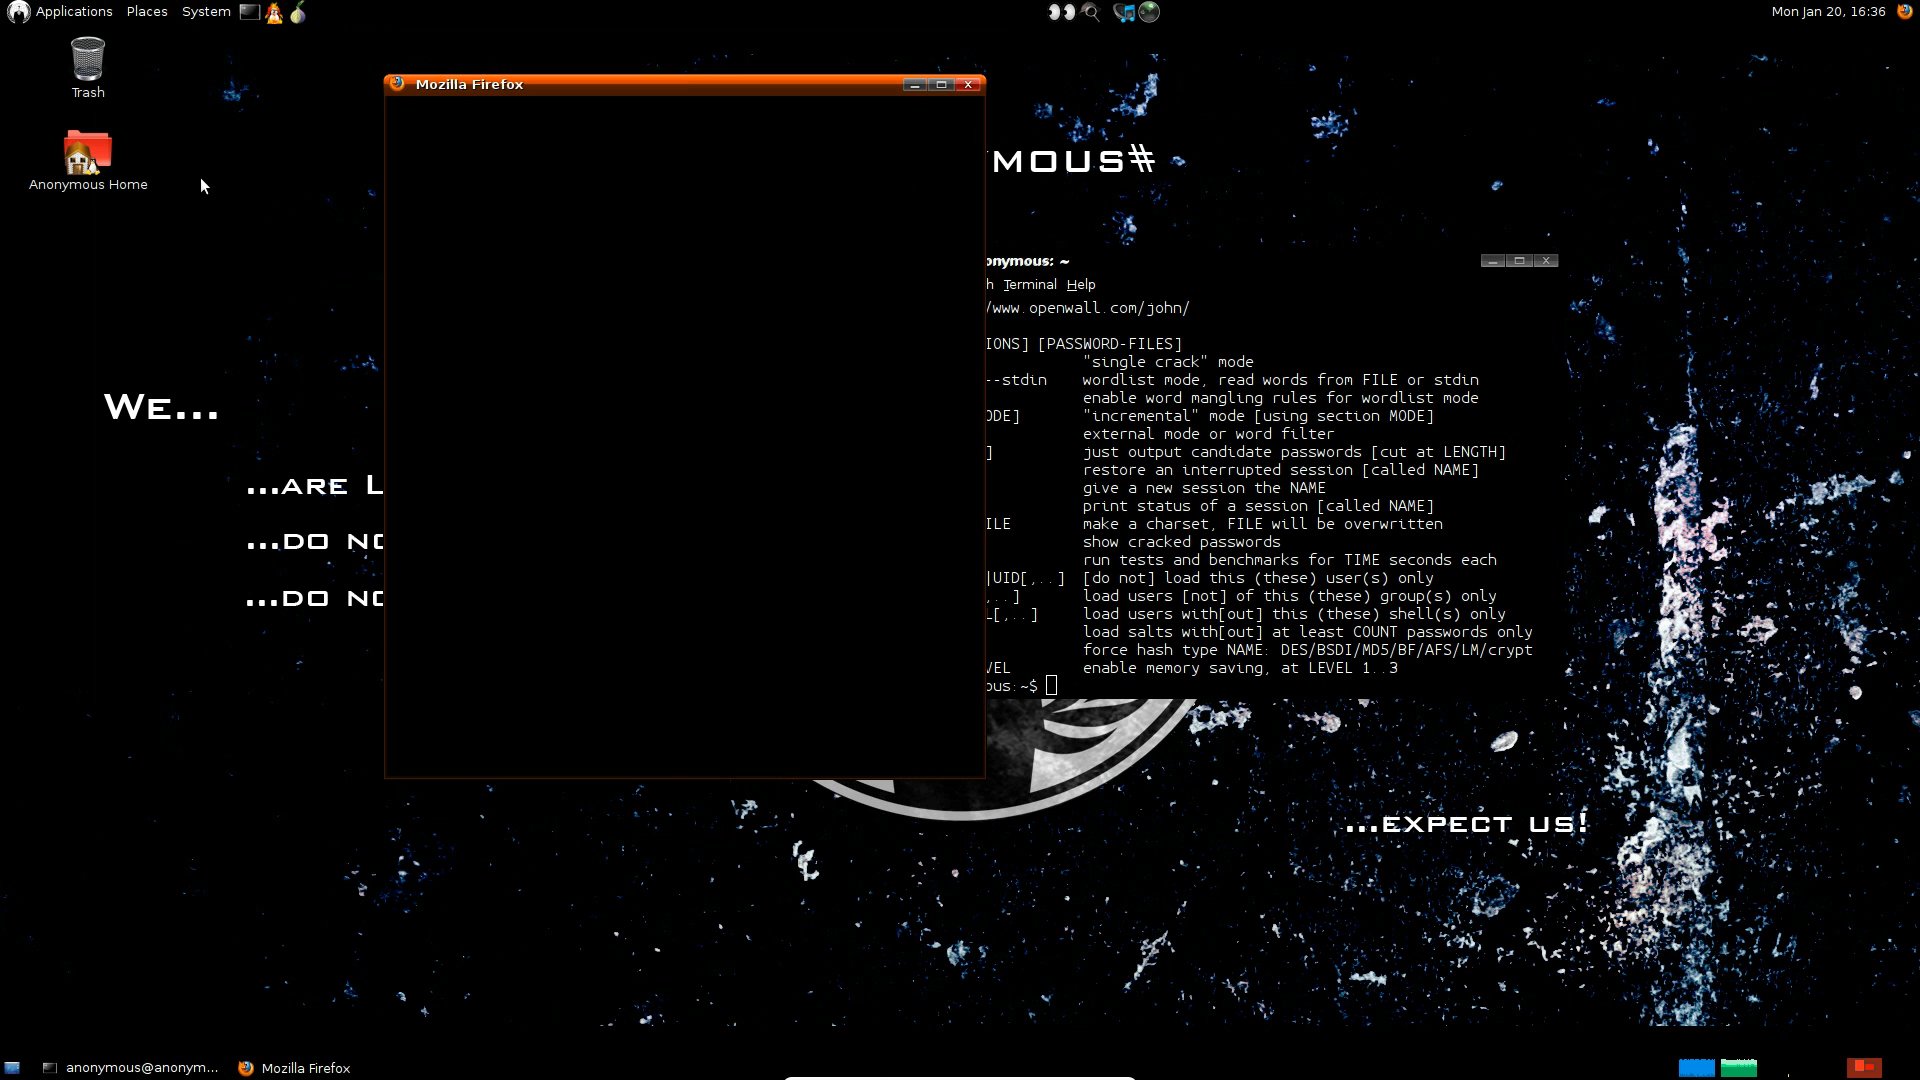 Applications Places System
Mon Jan 20, 16:36
Trash
Mozilla Firefox
Anonymous Home
MOUS#
onymous: ~
h Terminal Help
/www.openwall.com/john/
IONS] [PASSWORD-FILES]
"single crack" mode
--stdin wordlist mode, read words from FILE or stdin
enable word mangling rules for wordlist mode
ODE] "incremental" mode [using section MODE]
external mode or word filter
] just output candidate passwords [cut at LENGTH]
restore an interrupted session [called NAME]
give a new session the NAME
print status of a session [called NAME]
ILE make a charset, FILE will be overwritten
show cracked passwords
run tests and benchmarks for TIME seconds each
|UID[,..] [do not] load this (these) user(s) only
,..] load users [not] of this (these) group(s) only
L[,..] load users with[out] this (these) shell(s) only
load salts with[out] at least COUNT passwords only
force hash type NAME: DES/BSDI/MD5/BF/AFS/LM/crypt
VEL enable memory saving, at LEVEL 1..3
ous:~$
We...
...are L
...do no
...do no
...expect us!
anonymous@anonym... Mozilla Firefox